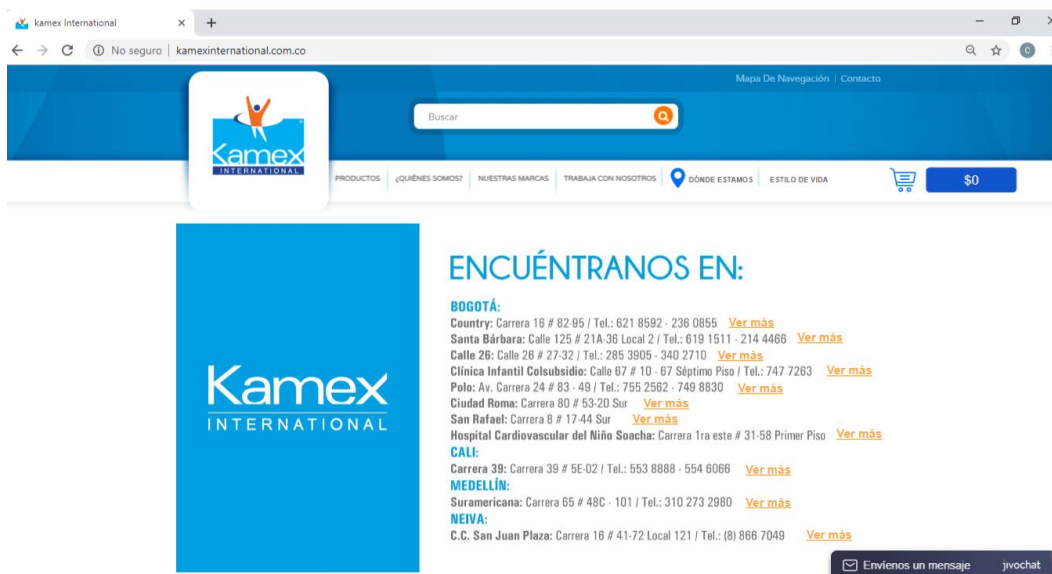 kamex International
No seguro | kamexinternational.com.co
C
Mapa De Navegación | Contacto
Buscar
Kamex
INTERNATIONAL
PRODUCTOS
¿QUIÉNES SOMOS?
NUESTRAS MARCAS
TRABAJA CON NOSOTROS
DÓNDE ESTAMOS
ESTILO DE VIDA
$0
Kamex
INTERNATIONAL
ENCUÉNTRANOS EN:
BOGOTÁ:
Country: Carrera 16 # 82-95 / Tel.: 621 8592 - 236 0855 Ver más
Santa Bárbara: Calle 125 # 21A-36 Local 2 / Tel.: 619 1511 - 214 4466 Ver más
Calle 26: Calle 26 # 27-32 / Tel.: 285 3905 - 340 2710 Ver más
Clínica Infantil Colsubsidio: Calle 67 # 10 - 67 Séptimo Piso / Tel.: 747 7263 Ver más
Polo: Av. Carrera 24 # 83 - 49 / Tel.: 755 2562 - 749 8830 Ver más
Ciudad Roma: Carrera 80 # 53-20 Sur Ver más
San Rafael: Carrera 8 # 17-44 Sur Ver más
Hospital Cardiovascular del Niño Soacha: Carrera 1ra este # 31-58 Primer Piso Ver más
CALI:
Carrera 39: Carrera 39 # 5E-02 / Tel.: 553 8888 - 554 6066 Ver más
MEDELLÍN:
Suramericana: Carrera 65 # 48C - 101 / Tel.: 310 273 2980 Ver más
NEIVA:
C.C. San Juan Plaza: Carrera 16 # 41-72 Local 121 / Tel.: (8) 866 7049 Ver más
Envíenos un mensaje jivochat